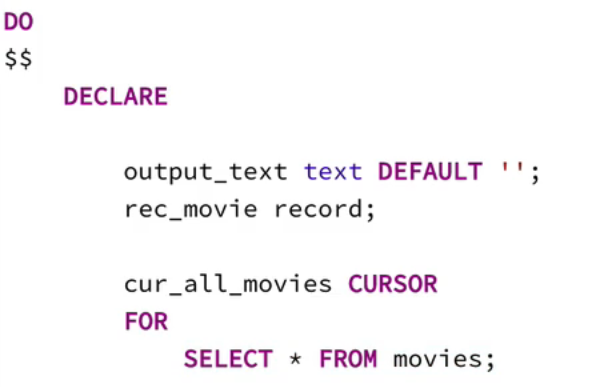 DO
$$
DECLARE
output_text text DEFAULT '';
rec_movie record;
cur_all_movies CURSOR
FOR
SELECT * FROM movies;